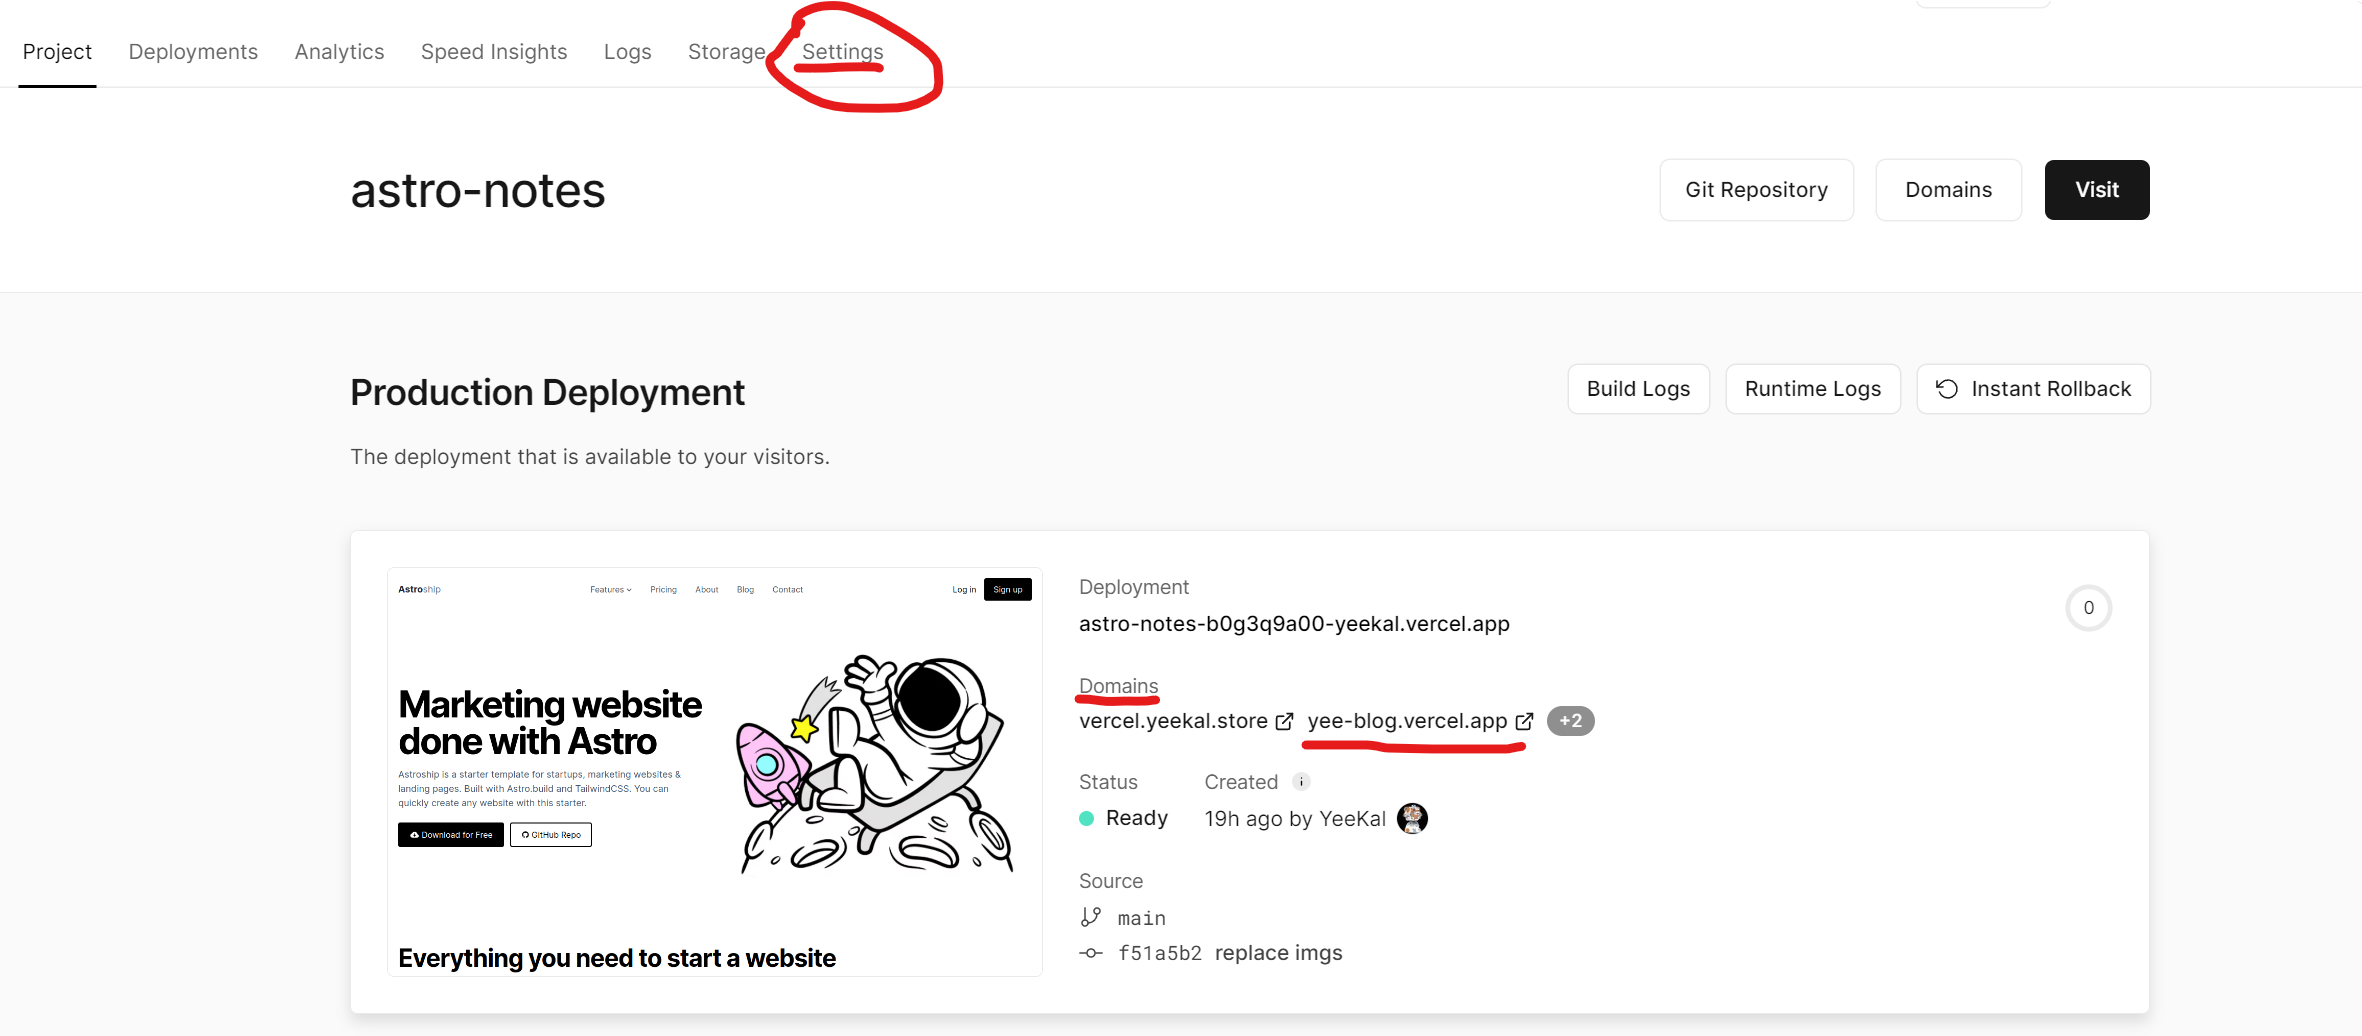 Project Deployments Analytics Speed Insights Logs Storage Settings
astro-notes
Git Repository Domains Visit
Production Deployment
Build Logs Runtime Logs Instant Rollback
The deployment that is available to your visitors.
Astroship Features Pricing About Blog Contact Log in Sign up
Marketing website
done with Astro
Astroship is a starter template for startups, marketing websites &
landing pages. Built with Astro.build and TailwindCSS. You can
quickly create any website with this starter.
Download for Free GitHub Repo
Everything you need to start a website
Deployment
astro-notes-b0g3q9a00-yeekal.vercel.app
0
Domains
vercel.yeekal.store yee-blog.vercel.app +2
Status Created i
Ready 19h ago by YeeKal
Source
main
f51a5b2 replace imgs